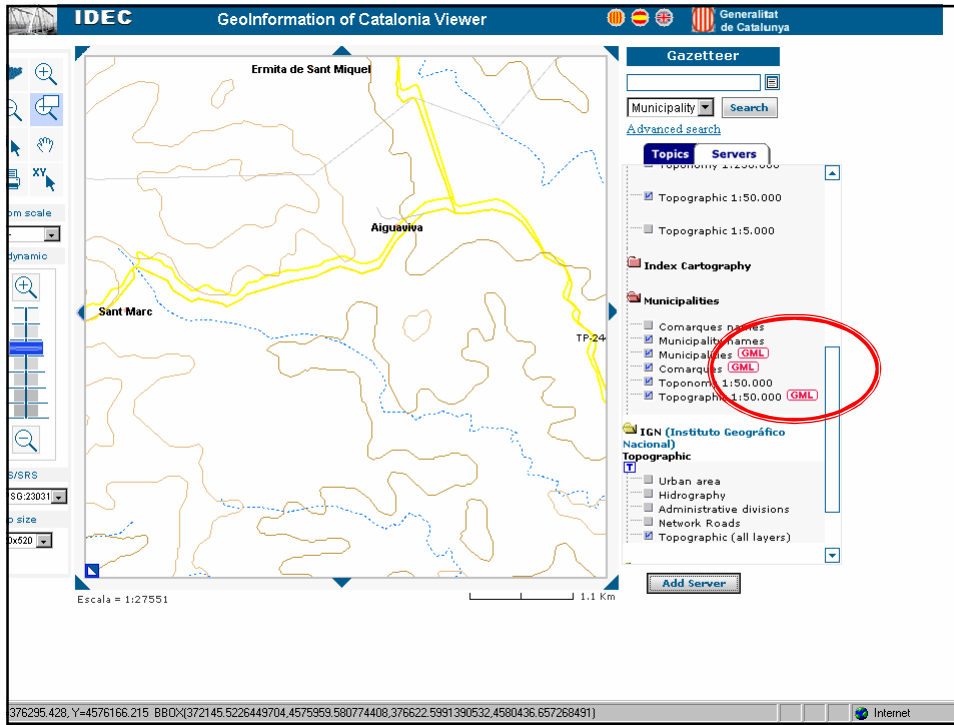 IDEC
GeoInformation of Catalonia Viewer
Generalitat
de Catalunya
Ermita de Sant Miquel
Aiguaviva
Sant Marc
TP-24
Escala = 1:27551
1.1 Km
XY
om scale
dynamic
S/SRS
SG:23031
o size
0x520
Gazetteer
Municipality
Search
Advanced search
Topics
Servers
Toponomy 1:250.000
Topographic 1:50.000
Topographic 1:5.000
Index Cartography
Municipalities
Comarques names
Municipality names
Municipalities GML
Comarques GML
Toponomy 1:50.000
Topographic 1:50.000 GML
IGN (Instituto Geográfico
Nacional)
Topographic
T
Urban area
Hidrography
Administrative divisions
Network Roads
Topographic (all layers)
Add Server
376295.428, Y=4576166.215 BBOX(372145.5226449704,4575959.580774408,376622.5991390532,4580436.657268491)
Internet